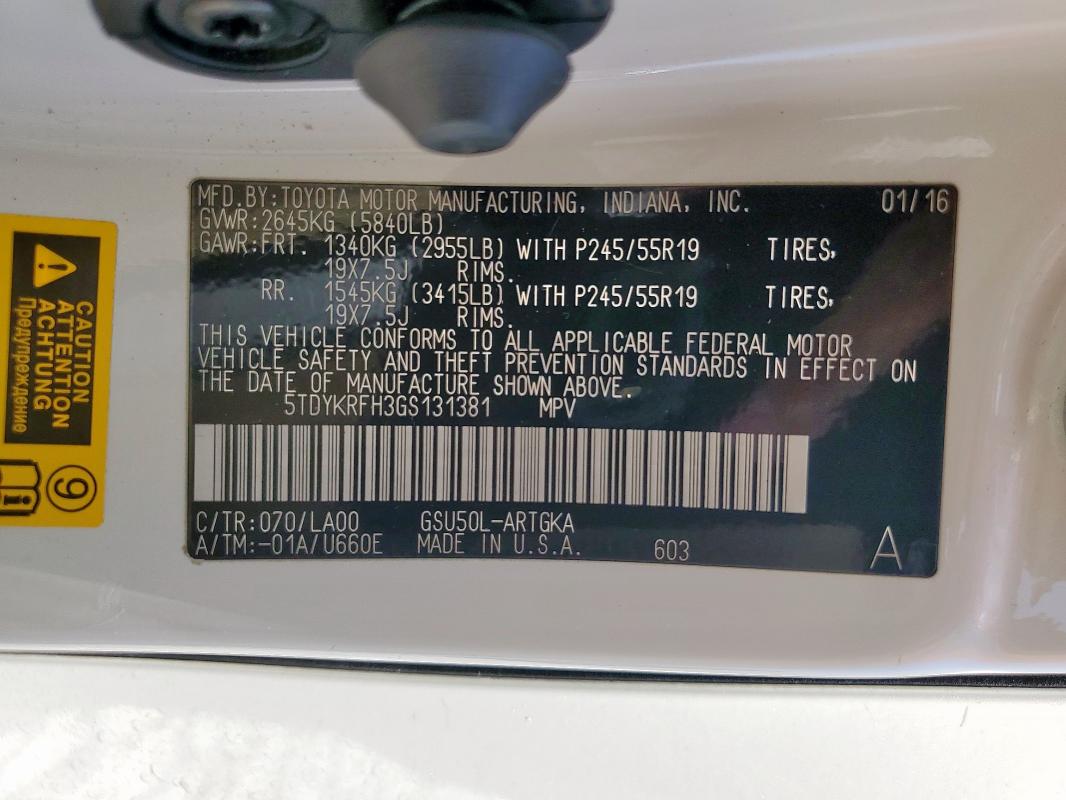 MFD.BY:TOYOTA MOTOR MANUFACTURING, INDIANA, INC. 01/16
GVWR:2645KG (5840LB)
GAWR:FRT. 1340KG (2955LB) WITH P245/55R19 TIRES,
19X7.5J RIMS.
RR. 1545KG (3415LB) WITH P245/55R19 TIRES,
19X7.5J RIMS.
THIS VEHICLE CONFORMS TO ALL APPLICABLE FEDERAL MOTOR
VEHICLE SAFETY AND THEFT PREVENTION STANDARDS IN EFFECT ON
THE DATE OF MANUFACTURE SHOWN ABOVE.
5TDYKRFH3GS131381 MPV
C/TR:070/LA00 GSU50L-ARTGKA
A/TM:-01A/U660E MADE IN U.S.A. 603 A
CAUTION
ATTENTION
ACHTUNG
Предупреждение
9